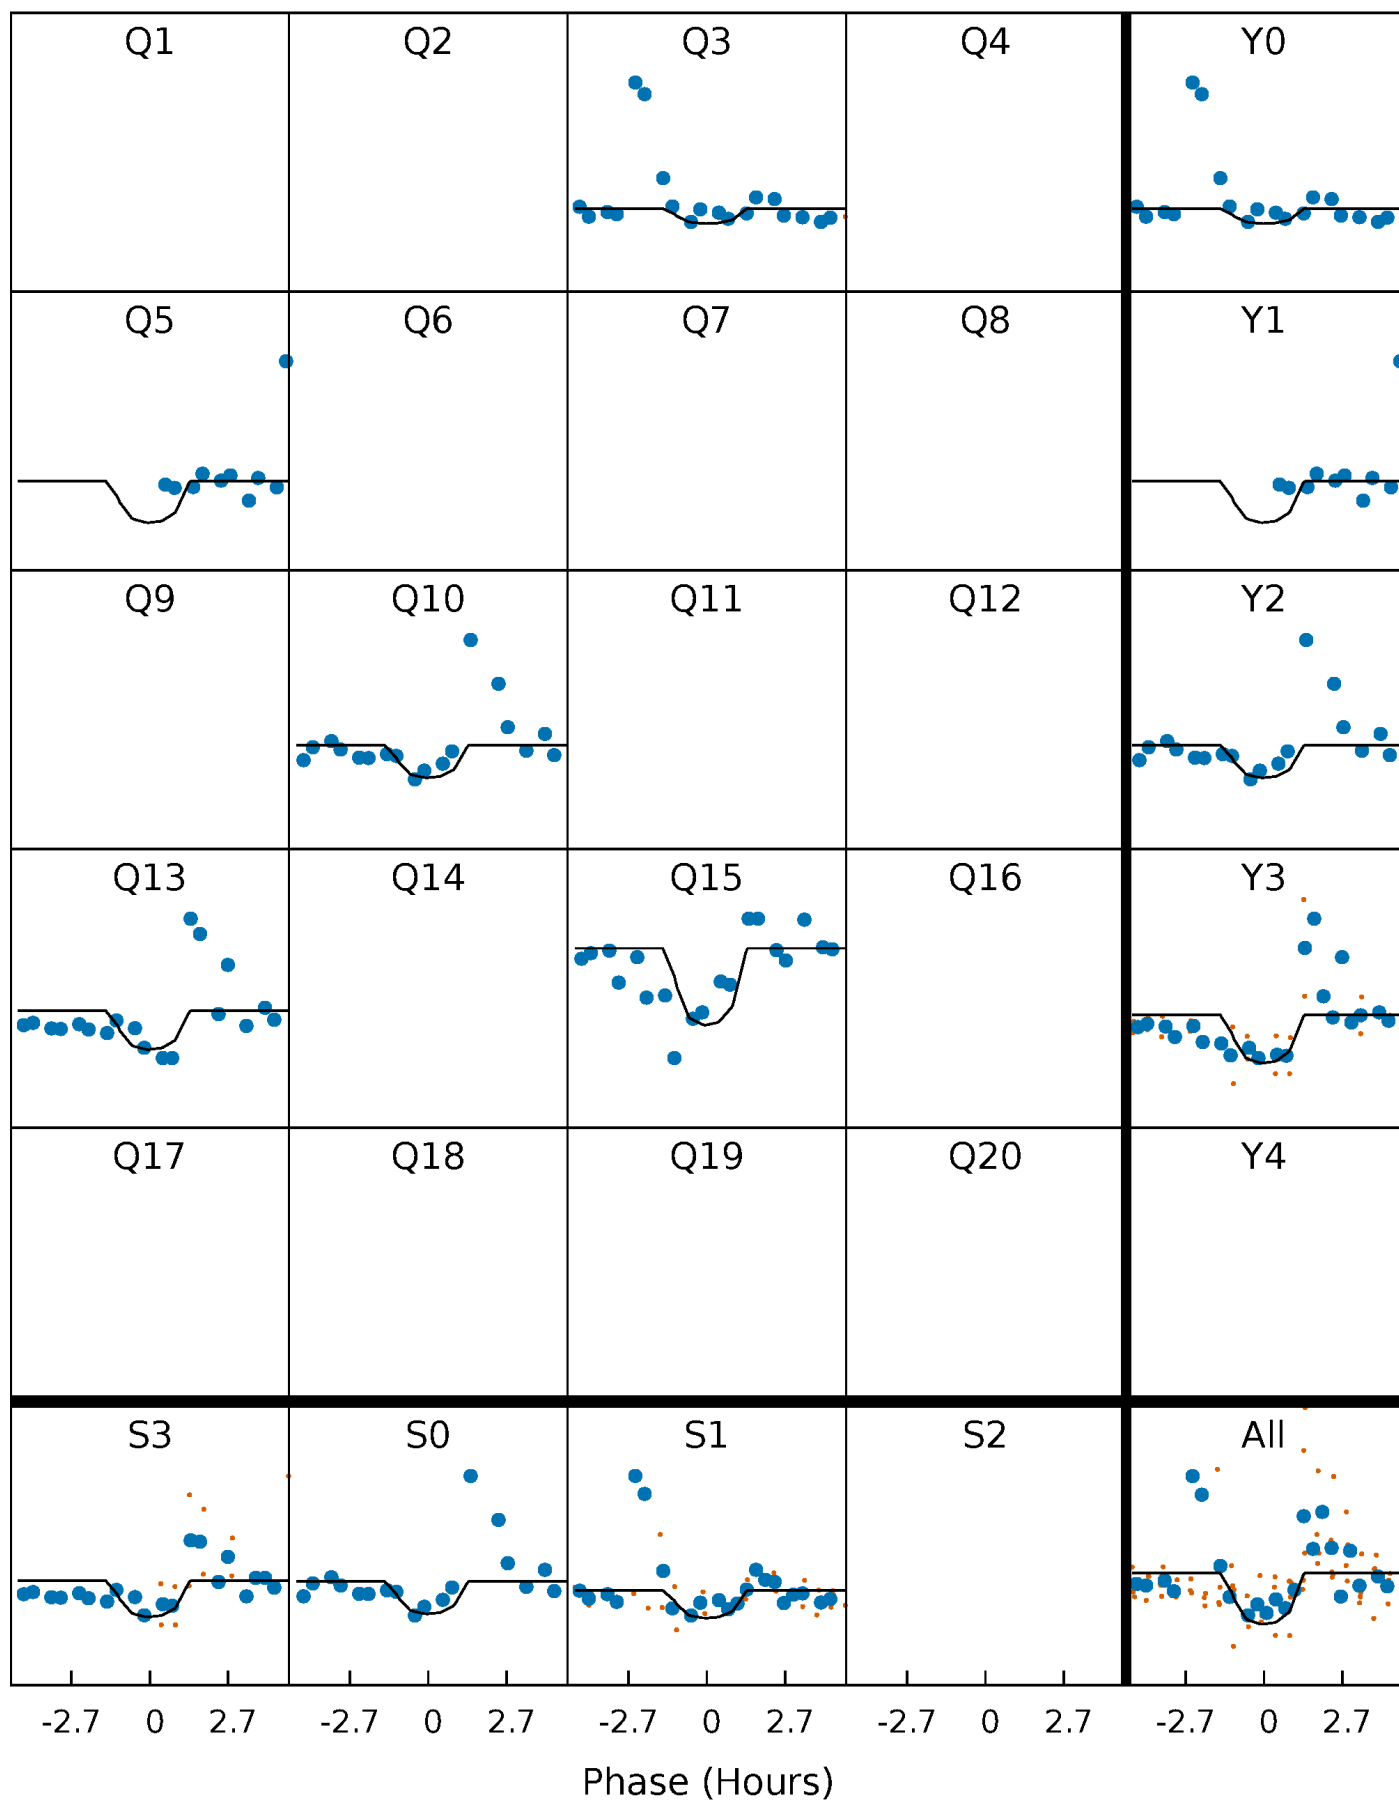 Q1 Q2 Q3 Q4 Y0
Q5 Q6 Q7 Q8 Y1
Q9 Q10 Q11 Q12 Y2
Q13 Q14 Q15 Q16 Y3
Q17 Q18 Q19 Q20 Y4
S3 S0 S1 S2 All
-2.7 0 2.7 -2.7 0 2.7 -2.7 0 2.7 -2.7 0 2.7 -2.7 0 2.7
Phase (Hours)